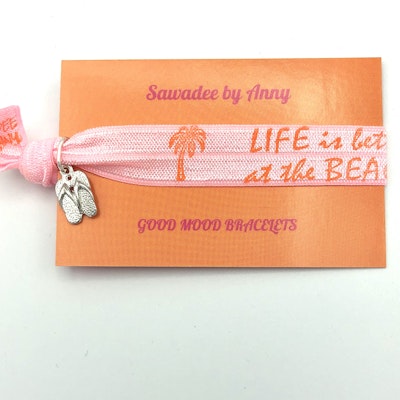 Sawadee by Anny
LIFE is bet
at the BEA
GOOD MOOD BRACELETS